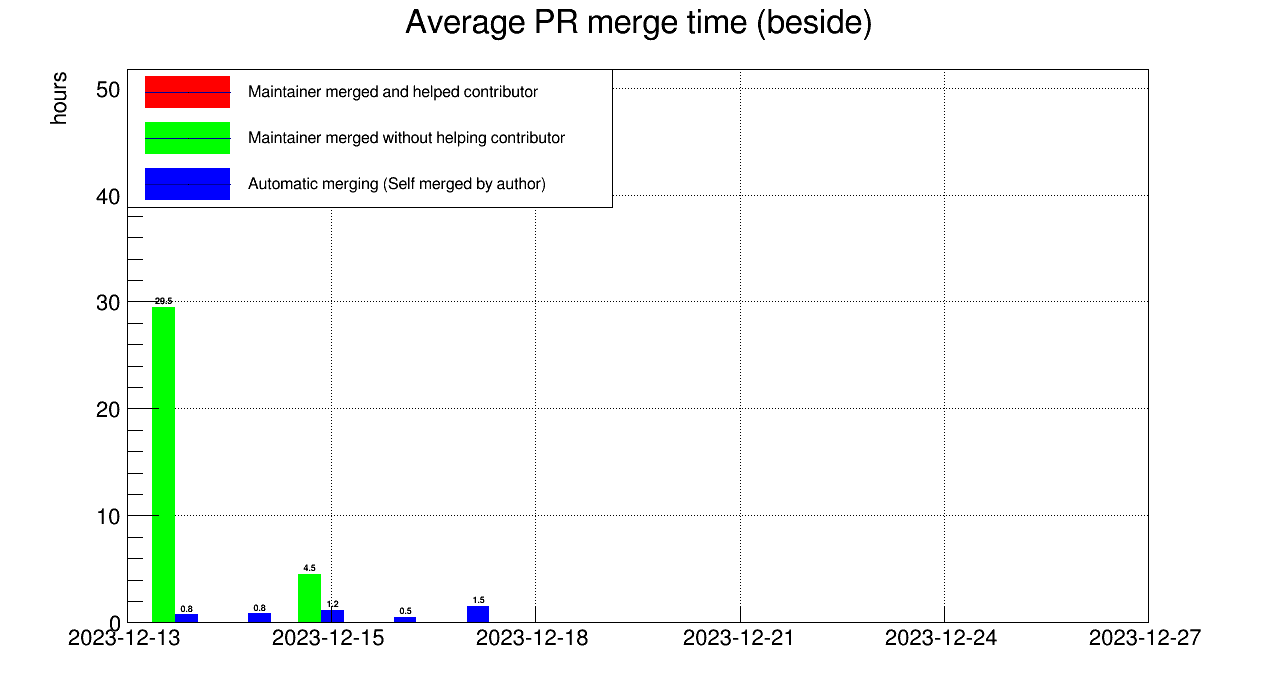 Average PR merge time (beside)
hours
50
40
30
20
10
0
Maintainer merged and helped contributor
Maintainer merged without helping contributor
Automatic merging (Self merged by author)
29.5
0.8
0.8
4.5
1.2
0.5
1.5
2023-12-13 2023-12-15 2023-12-18 2023-12-21 2023-12-24 2023-12-27